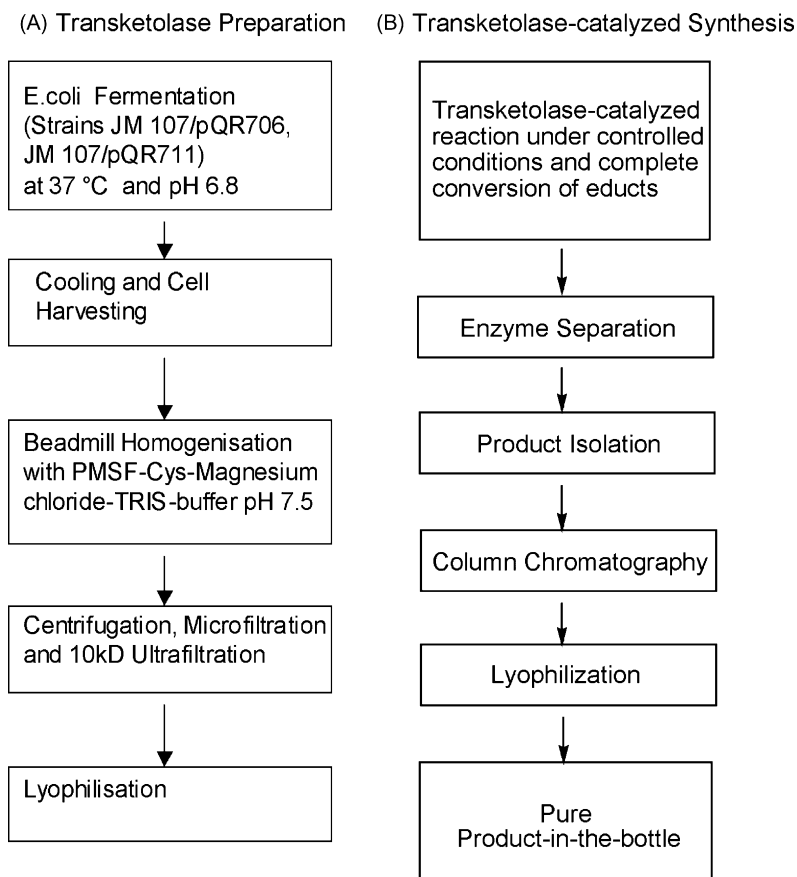 (A) Transketolase Preparation
E.coli Fermentation
(Strains JM 107/pQR706,
JM 107/pQR711)
at 37 °C and pH 6.8
Cooling and Cell
Harvesting
Beadmill Homogenisation
with PMSF-Cys-Magnesium
chloride-TRIS-buffer pH 7.5
Centrifugation, Microfiltration
and 10kD Ultrafiltration
Lyophilisation
(B) Transketolase-catalyzed Synthesis
Transketolase-catalyzed
reaction under controlled
conditions and complete
conversion of educts
Enzyme Separation
Product Isolation
Column Chromatography
Lyophilization
Pure
Product-in-the-bottle